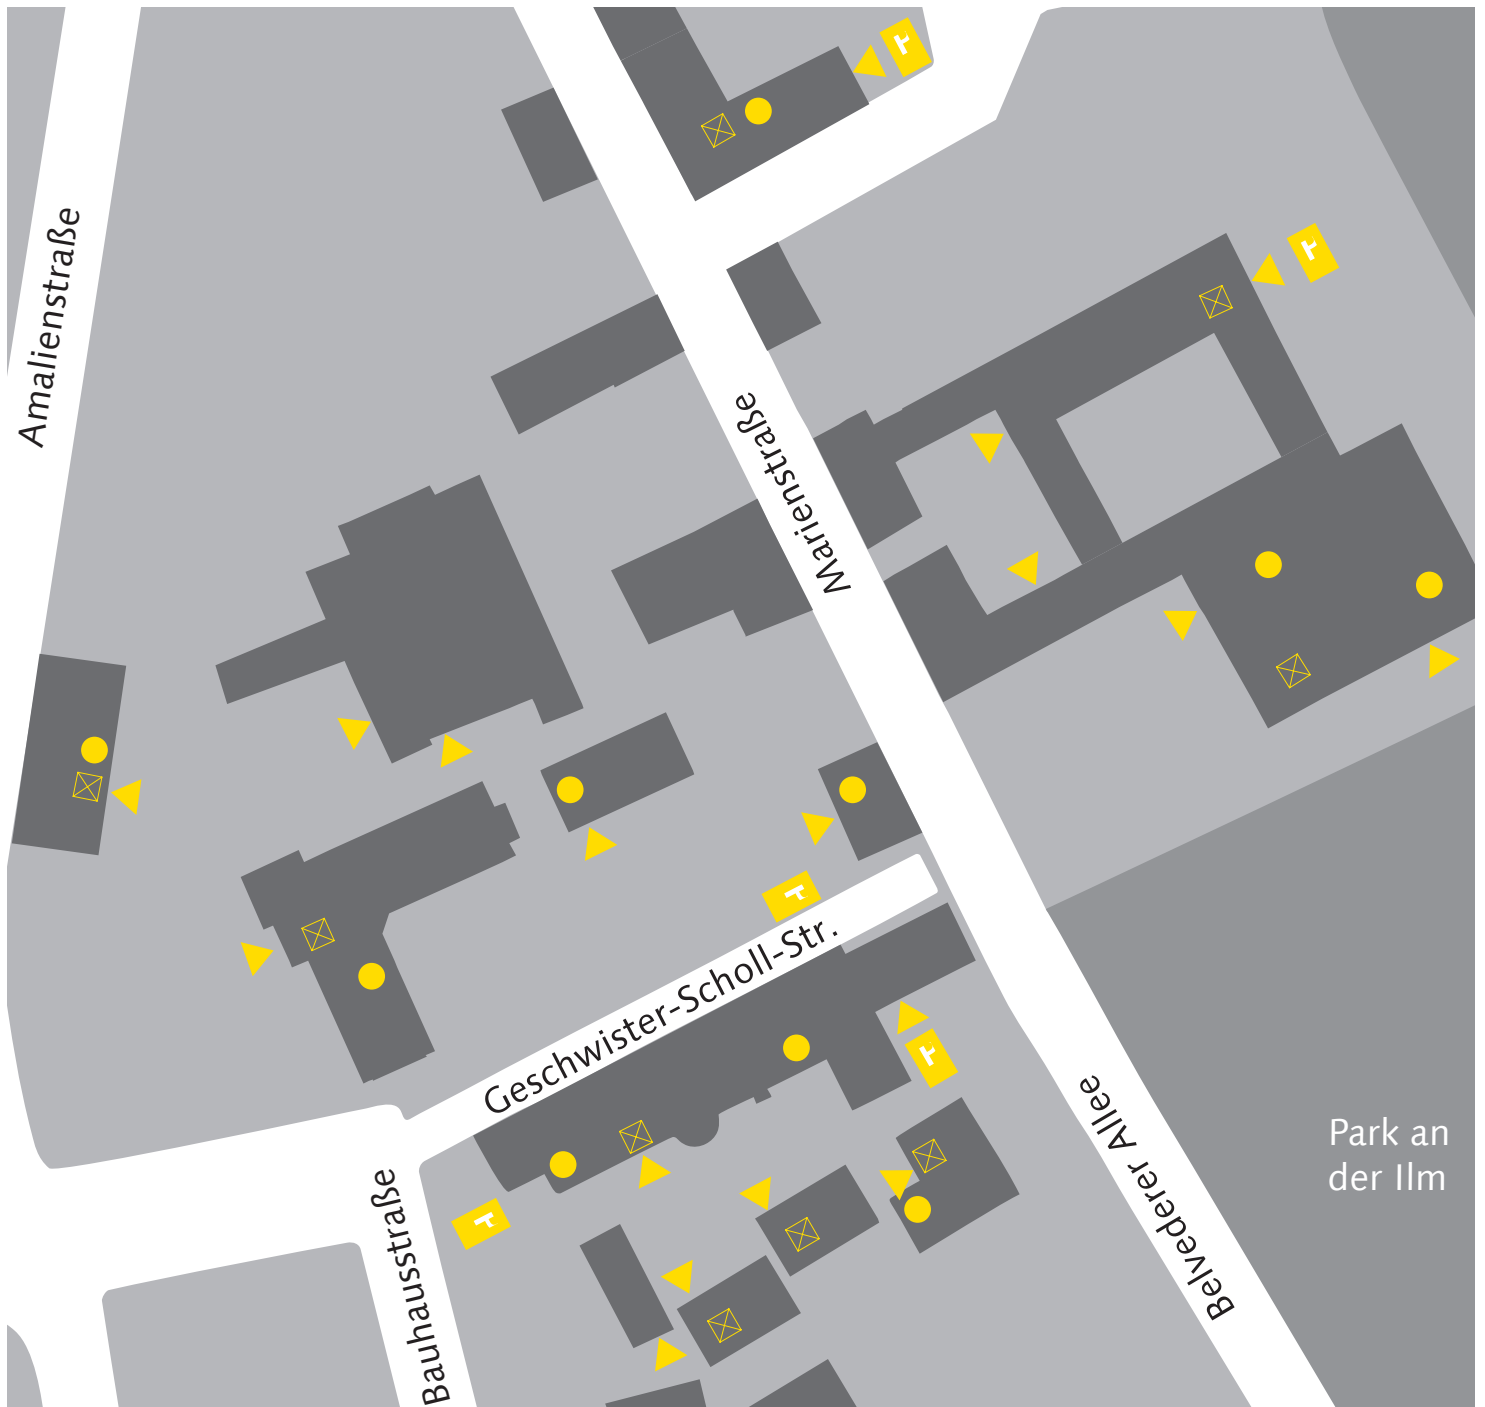 Amalienstraße
Marienstraße
Geschwister-Scholl-Str.
Bauhausstraße
Belvederer Allee
Park an
der Ilm